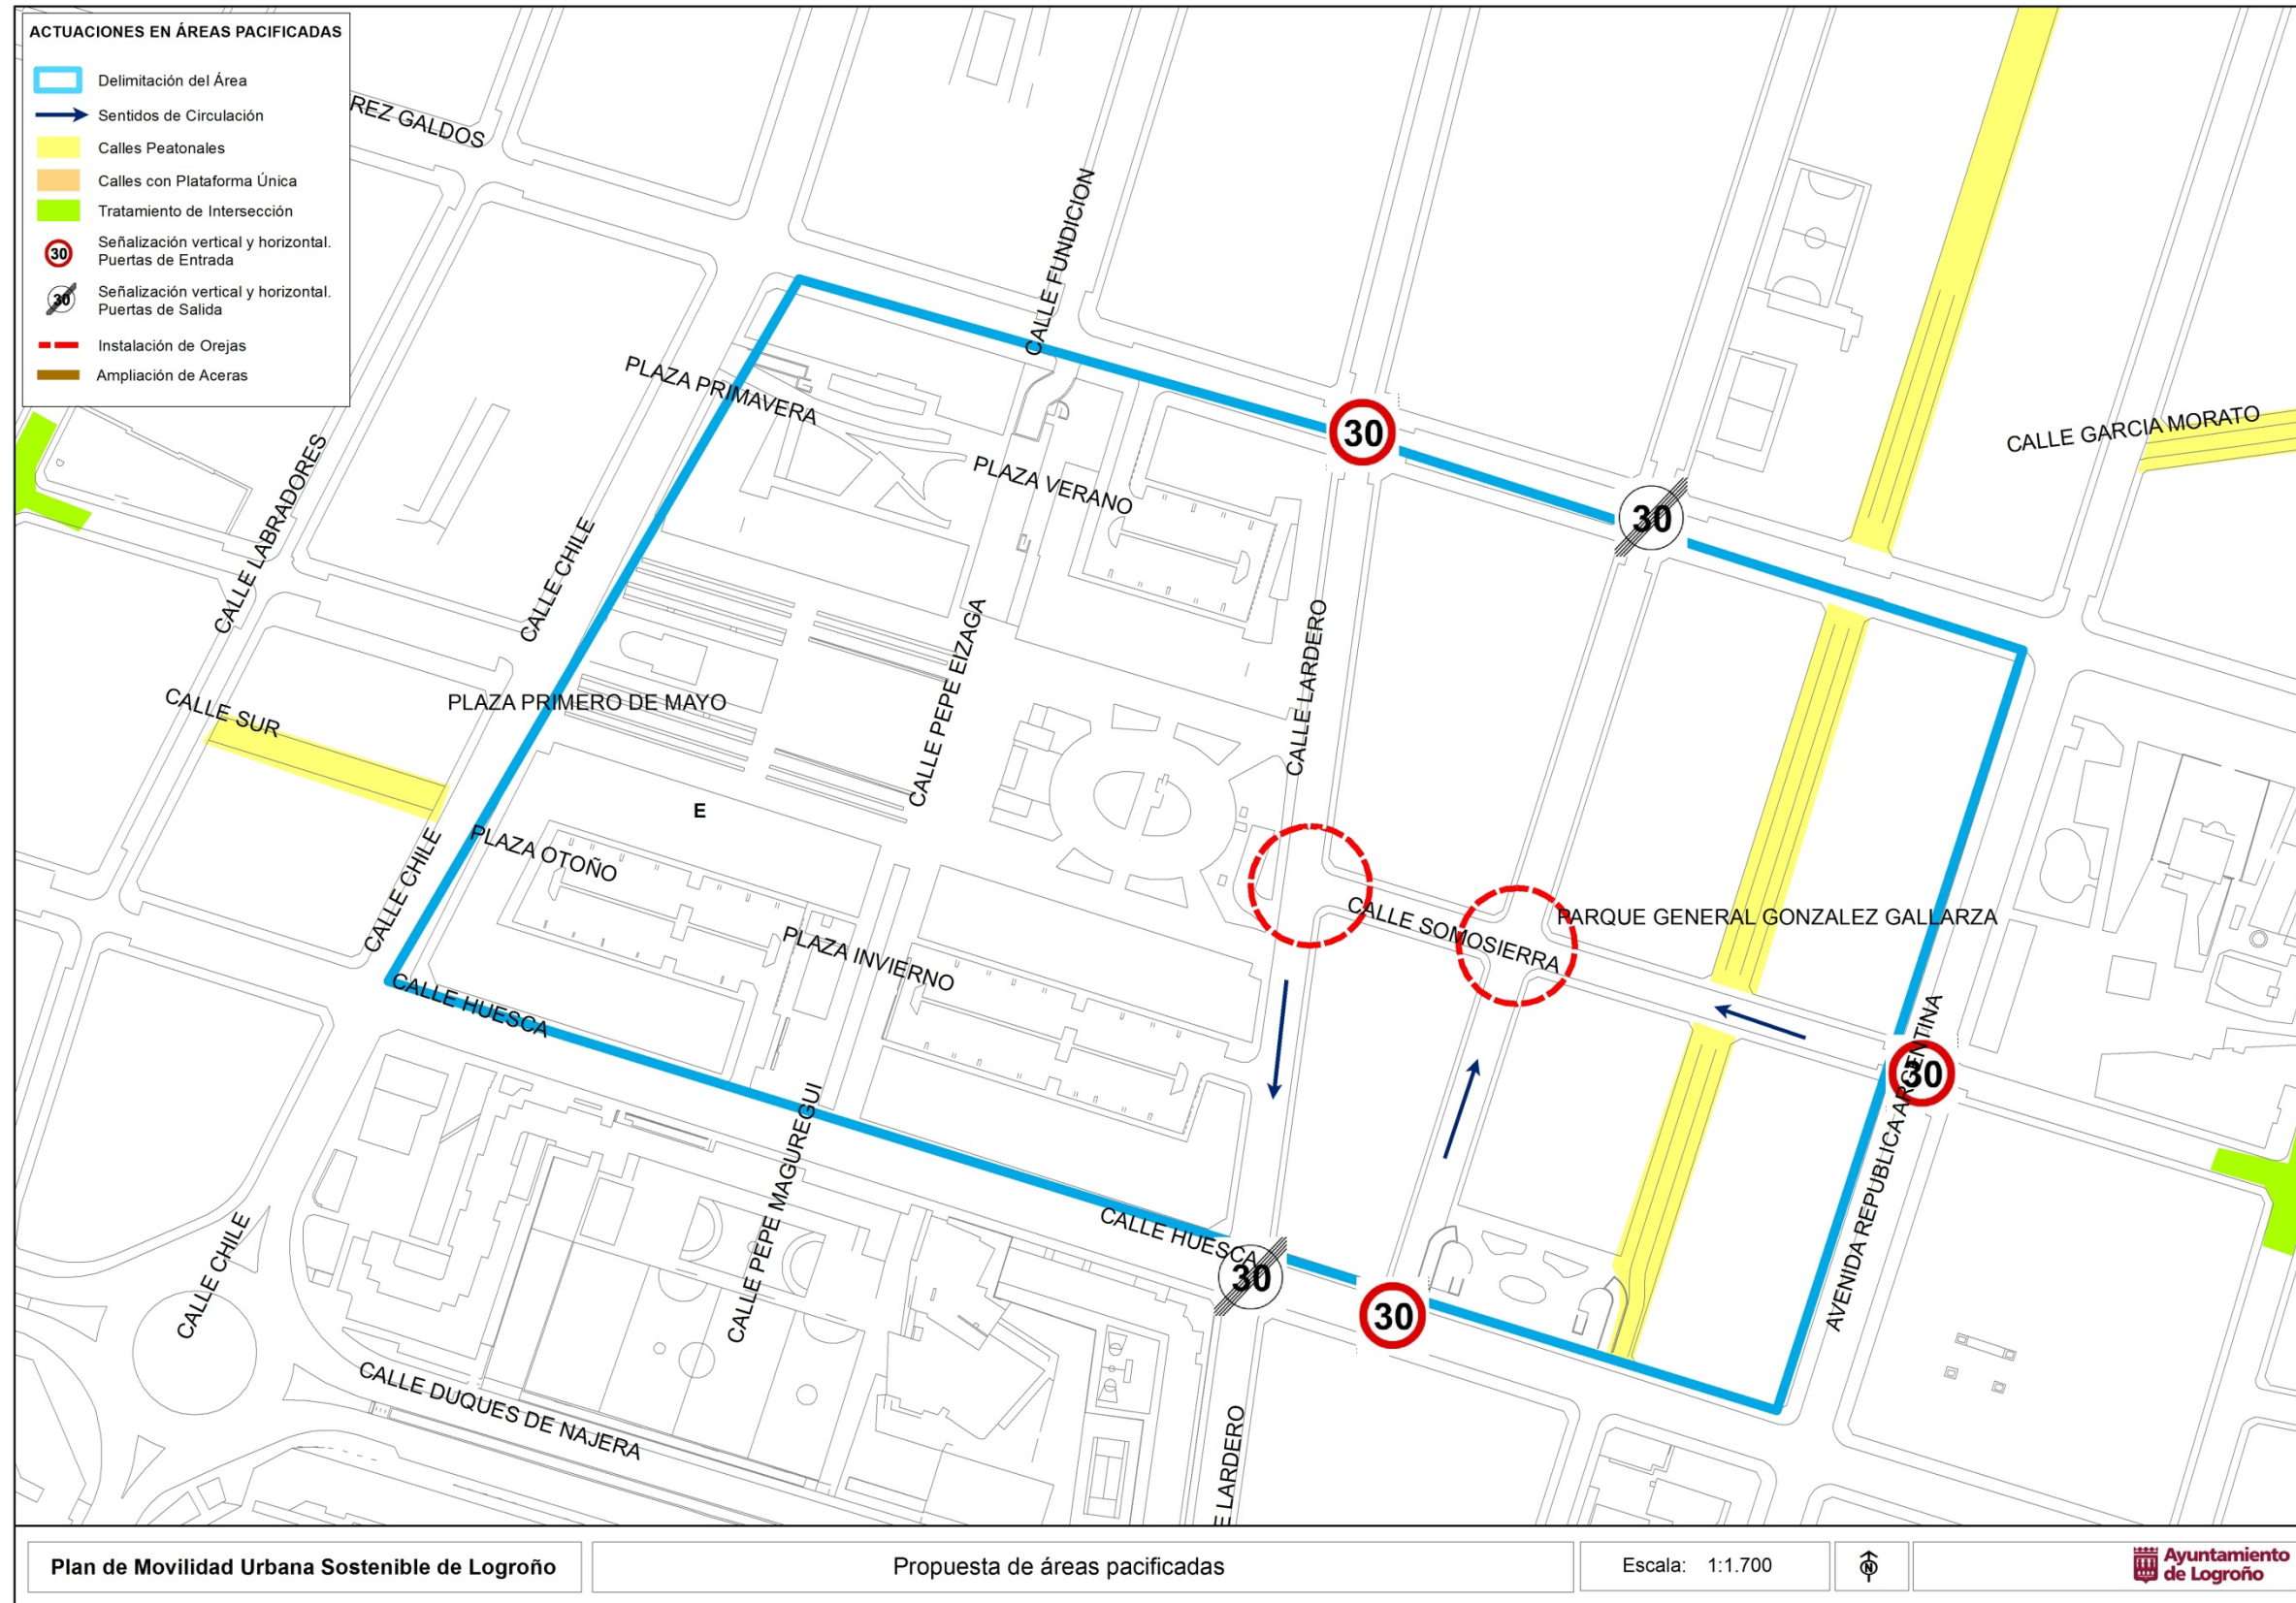 ACTUACIONES EN ÁREAS PACIFICADAS
Delimitación del Área
Sentidos de Circulación
Calles Peatonales
Calles con Plataforma Única
Tratamiento de Intersección
30
Señalización vertical y horizontal.
Puertas de Entrada
30
Señalización vertical y horizontal.
Puertas de Salida
Instalación de Orejas
Ampliación de Aceras
REZ GALDOS
CALLE FUNDICION
PLAZA PRIMAVERA
30
CALLE GARCIA MORATO
CALLE LABRADORES
PLAZA VERANO
30
CALLE CHILE
CALLE LARDERO
CALLE PEPE EIZAGA
CALLE SUR
PLAZA PRIMERO DE MAYO
E
PLAZA OTOÑO
CALLE CHILE
CALLE SOMOSIERRA
PARQUE GENERAL GONZALEZ GALLARZA
PLAZA INVIERNO
CALLE HUESCA
30
AVENIDA REPUBLICA ARGENTINA
CALLE PEPE MAGUREGUI
CALLE HUESCA
30
30
CALLE CHILE
CALLE DUQUES DE NAJERA
E LARDERO
Plan de Movilidad Urbana Sostenible de Logroño
Propuesta de áreas pacificadas
Escala: 1:1.700
N
Ayuntamiento
de Logroño